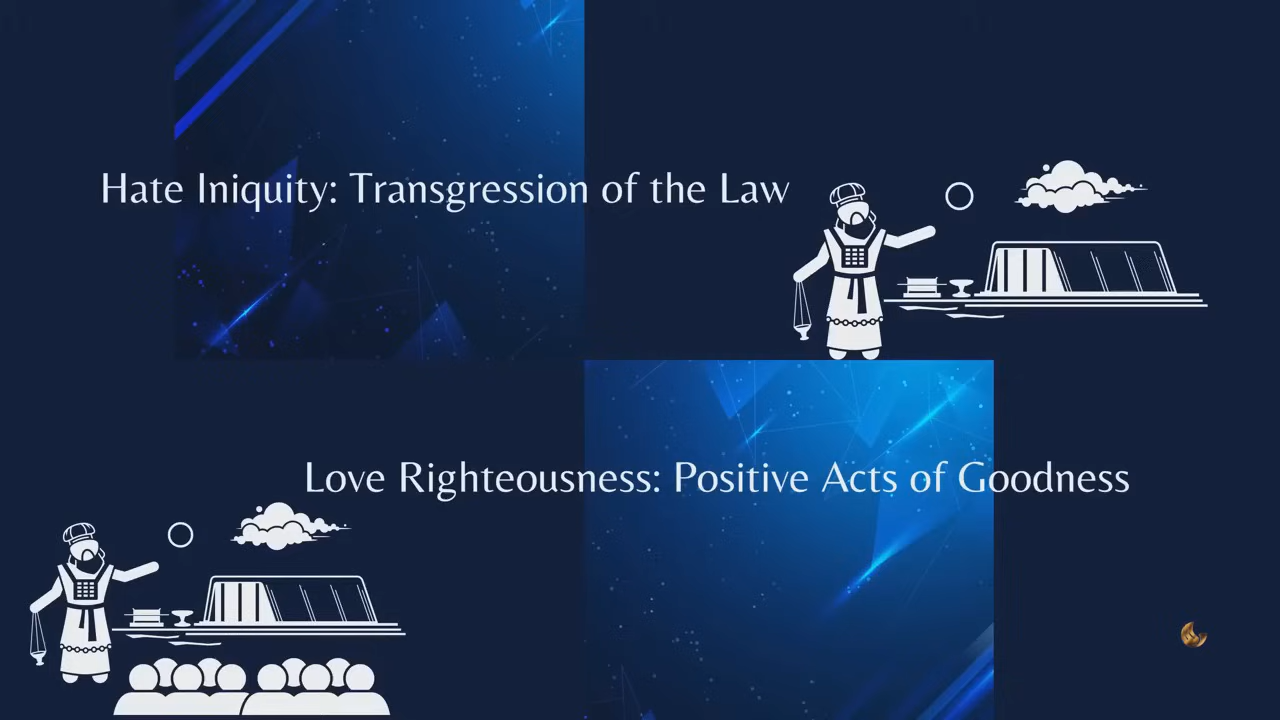 Hate Iniquity: Transgression of the Law
Love Righteousness: Positive Acts of Goodness